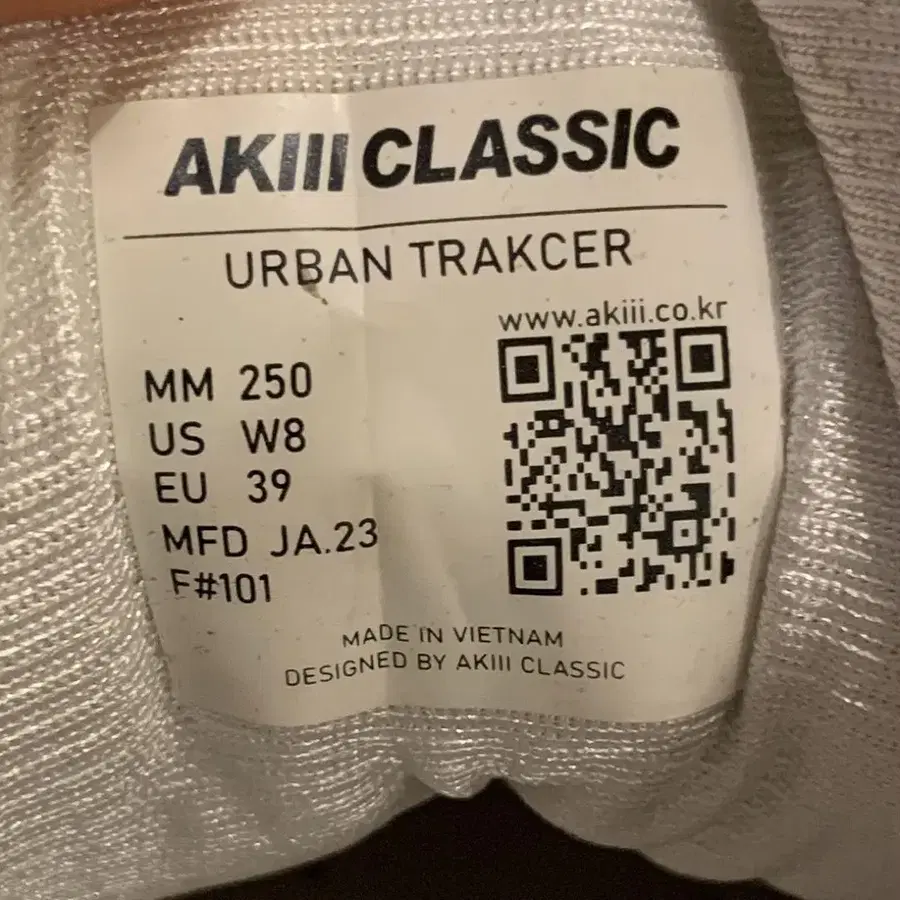 AKIII CLASSIC
URBAN TRAKCER
www.akiii.co.kr
MM 250
US W8
EU 39
MFD JA.23
F#101
MADE IN VIETNAM
DESIGNED BY AKIII CLASSIC